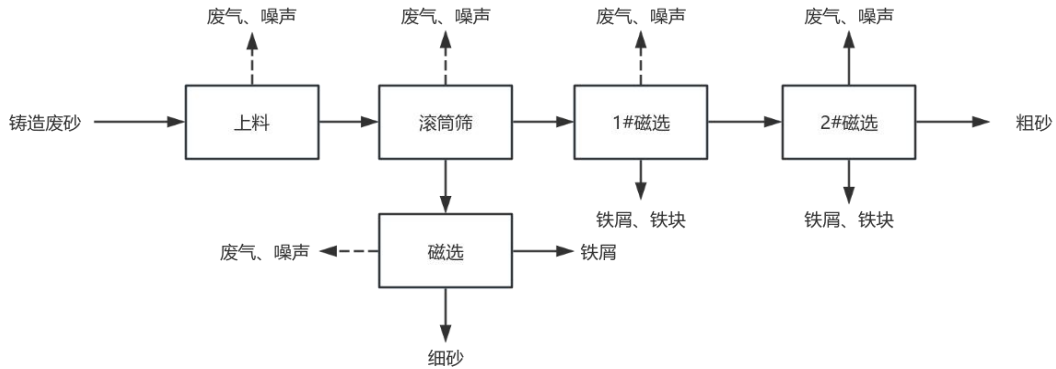 废气、噪声
废气、噪声
废气、噪声
废气、噪声
铸造废砂
上料
滚筒筛
1#磁选
2#磁选
粗砂
铁屑、铁块
铁屑、铁块
废气、噪声
磁选
铁屑
细砂